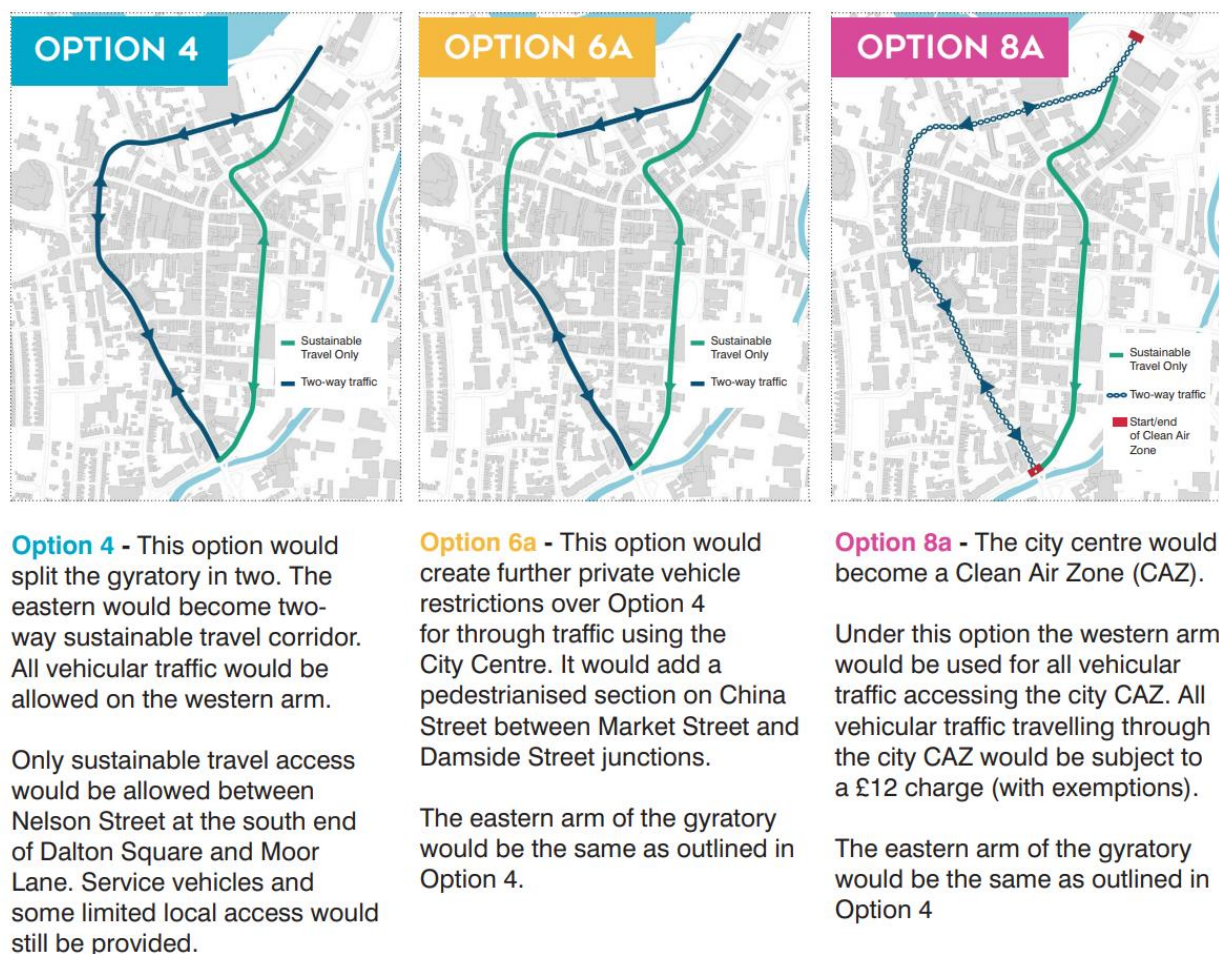 OPTION 4
Sustainable
Travel Only
Two-way traffic
OPTION 6A
Sustainable
Travel Only
Two-way traffic
OPTION 8A
Sustainable
Travel Only
Two-way traffic
Start/end
of Clean Air
Zone
Option 4 - This option would
split the gyratory in two. The
eastern would become two-
way sustainable travel corridor.
All vehicular traffic would be
allowed on the western arm.
Only sustainable travel access
would be allowed between
Nelson Street at the south end
of Dalton Square and Moor
Lane. Service vehicles and
some limited local access would
still be provided.
Option 6a - This option would
create further private vehicle
restrictions over Option 4
for through traffic using the
City Centre. It would add a
pedestrianised section on China
Street between Market Street and
Damside Street junctions.
The eastern arm of the gyratory
would be the same as outlined in
Option 4.
Option 8a - The city centre would
become a Clean Air Zone (CAZ).
Under this option the western arm
would be used for all vehicular
traffic accessing the city CAZ. All
vehicular traffic travelling through
the city CAZ would be subject to
a £12 charge (with exemptions).
The eastern arm of the gyratory
would be the same as outlined in
Option 4